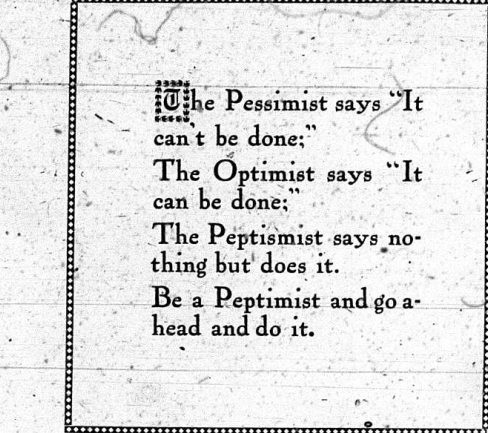 The Pessimist says "It
can't be done;"
The Optimist says "It
can be done;"
The Peptismist says no-
thing but does it.
Be a Peptimist and go a-
head and do it.